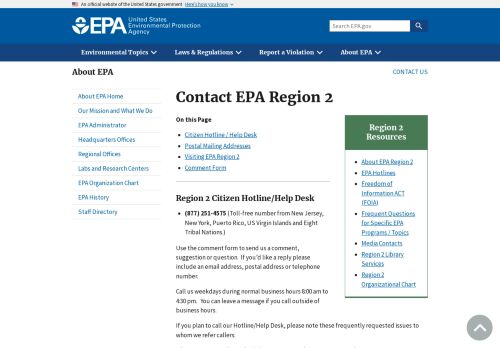 An official website of the United States government Here's how you know
EPA United States
Environmental Protection
Agency
Search EPA.gov
Environmental Topics Laws & Regulations Report a Violation About EPA
About EPA
CONTACT US
About EPA Home
Our Mission and What We Do
EPA Administrator
Headquarters Offices
Regional Offices
Labs and Research Centers
EPA Organization Chart
EPA History
Staff Directory
Contact EPA Region 2
On this Page
Citizen Hotline / Help Desk
Postal Mailing Addresses
Visiting EPA Region 2
Comment Form
Region 2 Citizen Hotline/Help Desk
(877) 251-4575 (Toll-free number from New Jersey,
New York, Puerto Rico, US Virgin Islands and Eight
Tribal Nations.)
Use the comment form to send us a comment,
suggestion or question. If you'd like a reply please
include an email address, postal address or telephone
number.
Call us weekdays during normal business hours 8:00 am to
4:30 pm. You can leave a message if you call outside of
business hours.
If you plan to call our Hotline/Help Desk, please note these frequently requested issues to
whom we refer callers:
Region 2
Resources
About EPA Region 2
EPA Hotlines
Freedom of
Information ACT
(FOIA)
Frequent Questions
for Specific EPA
Programs / Topics
Media Contacts
Region 2 Library
Services
Region 2
Organizational Chart